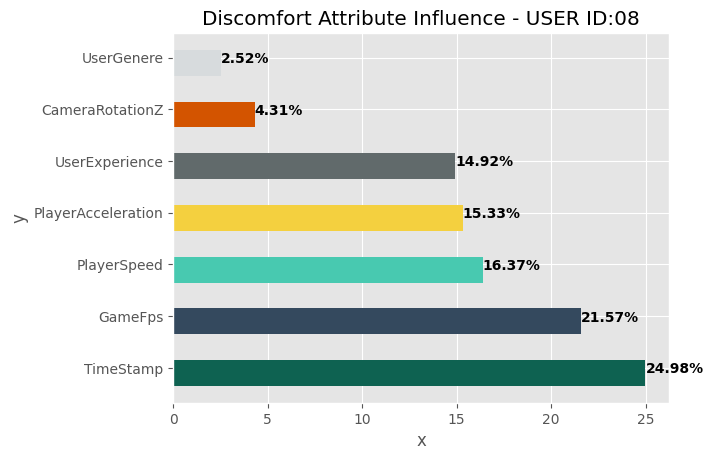 Discomfort Attribute Influence - USER ID:08
UserGenere
2.52%
CameraRotationZ
4.31%
UserExperience
14.92%
PlayerAcceleration
15.33%
PlayerSpeed
16.37%
GameFps
21.57%
TimeStamp
24.98%
y
0 5 10 15 20 25
x